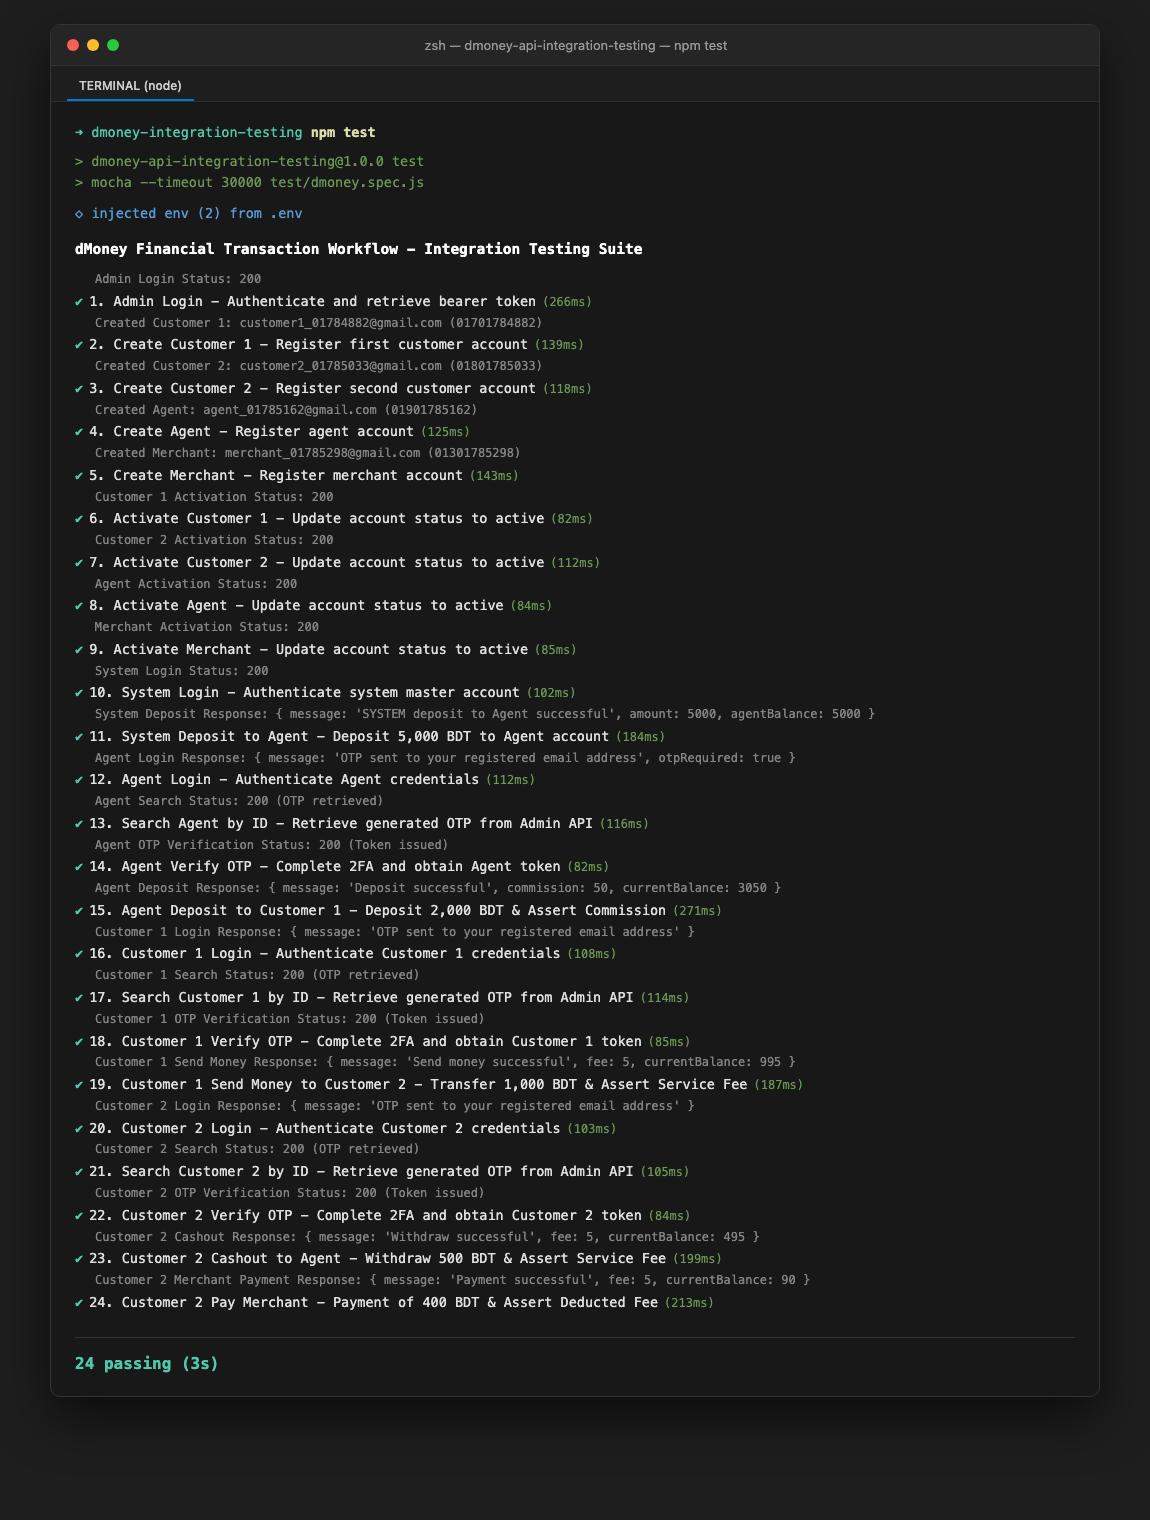 zsh — dmoney-api-integration-testing — npm test
TERMINAL (node)
➜ dmoney-integration-testing npm test
> dmoney-api-integration-testing@1.0.0 test
> mocha --timeout 30000 test/dmoney.spec.js
◇ injected env (2) from .env
dMoney Financial Transaction Workflow – Integration Testing Suite
Admin Login Status: 200
✔ 1. Admin Login – Authenticate and retrieve bearer token (266ms)
Created Customer 1: customer1_01784882@gmail.com (01701784882)
✔ 2. Create Customer 1 – Register first customer account (139ms)
Created Customer 2: customer2_01785033@gmail.com (01801785033)
✔ 3. Create Customer 2 – Register second customer account (118ms)
Created Agent: agent_01785162@gmail.com (01901785162)
✔ 4. Create Agent – Register agent account (125ms)
Created Merchant: merchant_01785298@gmail.com (01301785298)
✔ 5. Create Merchant – Register merchant account (143ms)
Customer 1 Activation Status: 200
✔ 6. Activate Customer 1 – Update account status to active (82ms)
Customer 2 Activation Status: 200
✔ 7. Activate Customer 2 – Update account status to active (112ms)
Agent Activation Status: 200
✔ 8. Activate Agent – Update account status to active (84ms)
Merchant Activation Status: 200
✔ 9. Activate Merchant – Update account status to active (85ms)
System Login Status: 200
✔ 10. System Login – Authenticate system master account (102ms)
System Deposit Response: { message: 'SYSTEM deposit to Agent successful', amount: 5000, agentBalance: 5000 }
✔ 11. System Deposit to Agent – Deposit 5,000 BDT to Agent account (184ms)
Agent Login Response: { message: 'OTP sent to your registered email address', otpRequired: true }
✔ 12. Agent Login – Authenticate Agent credentials (112ms)
Agent Search Status: 200 (OTP retrieved)
✔ 13. Search Agent by ID – Retrieve generated OTP from Admin API (116ms)
Agent OTP Verification Status: 200 (Token issued)
✔ 14. Agent Verify OTP – Complete 2FA and obtain Agent token (82ms)
Agent Deposit Response: { message: 'Deposit successful', commission: 50, currentBalance: 3050 }
✔ 15. Agent Deposit to Customer 1 – Deposit 2,000 BDT & Assert Commission (271ms)
Customer 1 Login Response: { message: 'OTP sent to your registered email address' }
✔ 16. Customer 1 Login – Authenticate Customer 1 credentials (108ms)
Customer 1 Search Status: 200 (OTP retrieved)
✔ 17. Search Customer 1 by ID – Retrieve generated OTP from Admin API (114ms)
Customer 1 OTP Verification Status: 200 (Token issued)
✔ 18. Customer 1 Verify OTP – Complete 2FA and obtain Customer 1 token (85ms)
Customer 1 Send Money Response: { message: 'Send money successful', fee: 5, currentBalance: 995 }
✔ 19. Customer 1 Send Money to Customer 2 – Transfer 1,000 BDT & Assert Service Fee (187ms)
Customer 2 Login Response: { message: 'OTP sent to your registered email address' }
✔ 20. Customer 2 Login – Authenticate Customer 2 credentials (103ms)
Customer 2 Search Status: 200 (OTP retrieved)
✔ 21. Search Customer 2 by ID – Retrieve generated OTP from Admin API (105ms)
Customer 2 OTP Verification Status: 200 (Token issued)
✔ 22. Customer 2 Verify OTP – Complete 2FA and obtain Customer 2 token (84ms)
Customer 2 Cashout Response: { message: 'Withdraw successful', fee: 5, currentBalance: 495 }
✔ 23. Customer 2 Cashout to Agent – Withdraw 500 BDT & Assert Service Fee (199ms)
Customer 2 Merchant Payment Response: { message: 'Payment successful', fee: 5, currentBalance: 90 }
✔ 24. Customer 2 Pay Merchant – Payment of 400 BDT & Assert Deducted Fee (213ms)
24 passing (3s)